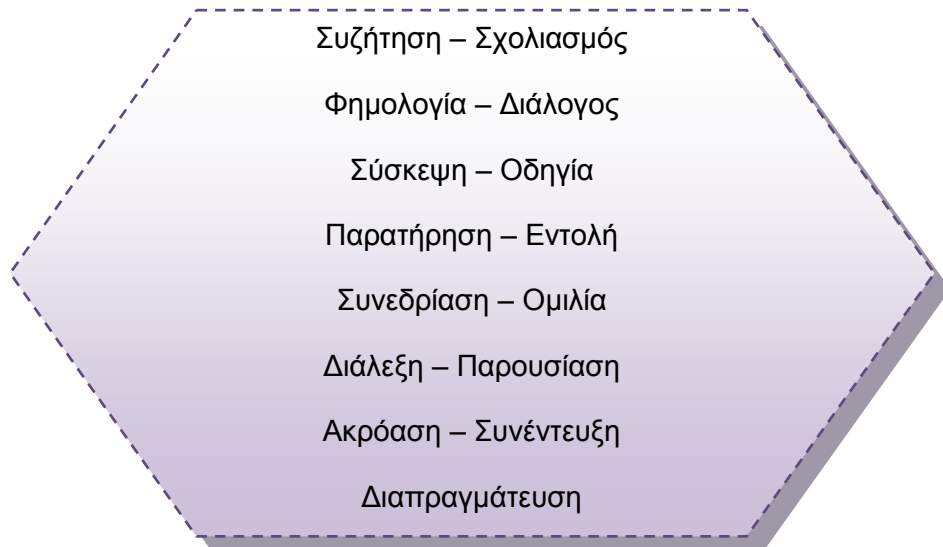 Συζήτηση – Σχολιασμός
Φημολογία – Διάλογος
Σύσκεψη – Οδηγία
Παρατήρηση – Εντολή
Συνεδρίαση – Ομιλία
Διάλεξη – Παρουσίαση
Ακρόαση – Συνέντευξη
Διαπραγμάτευση